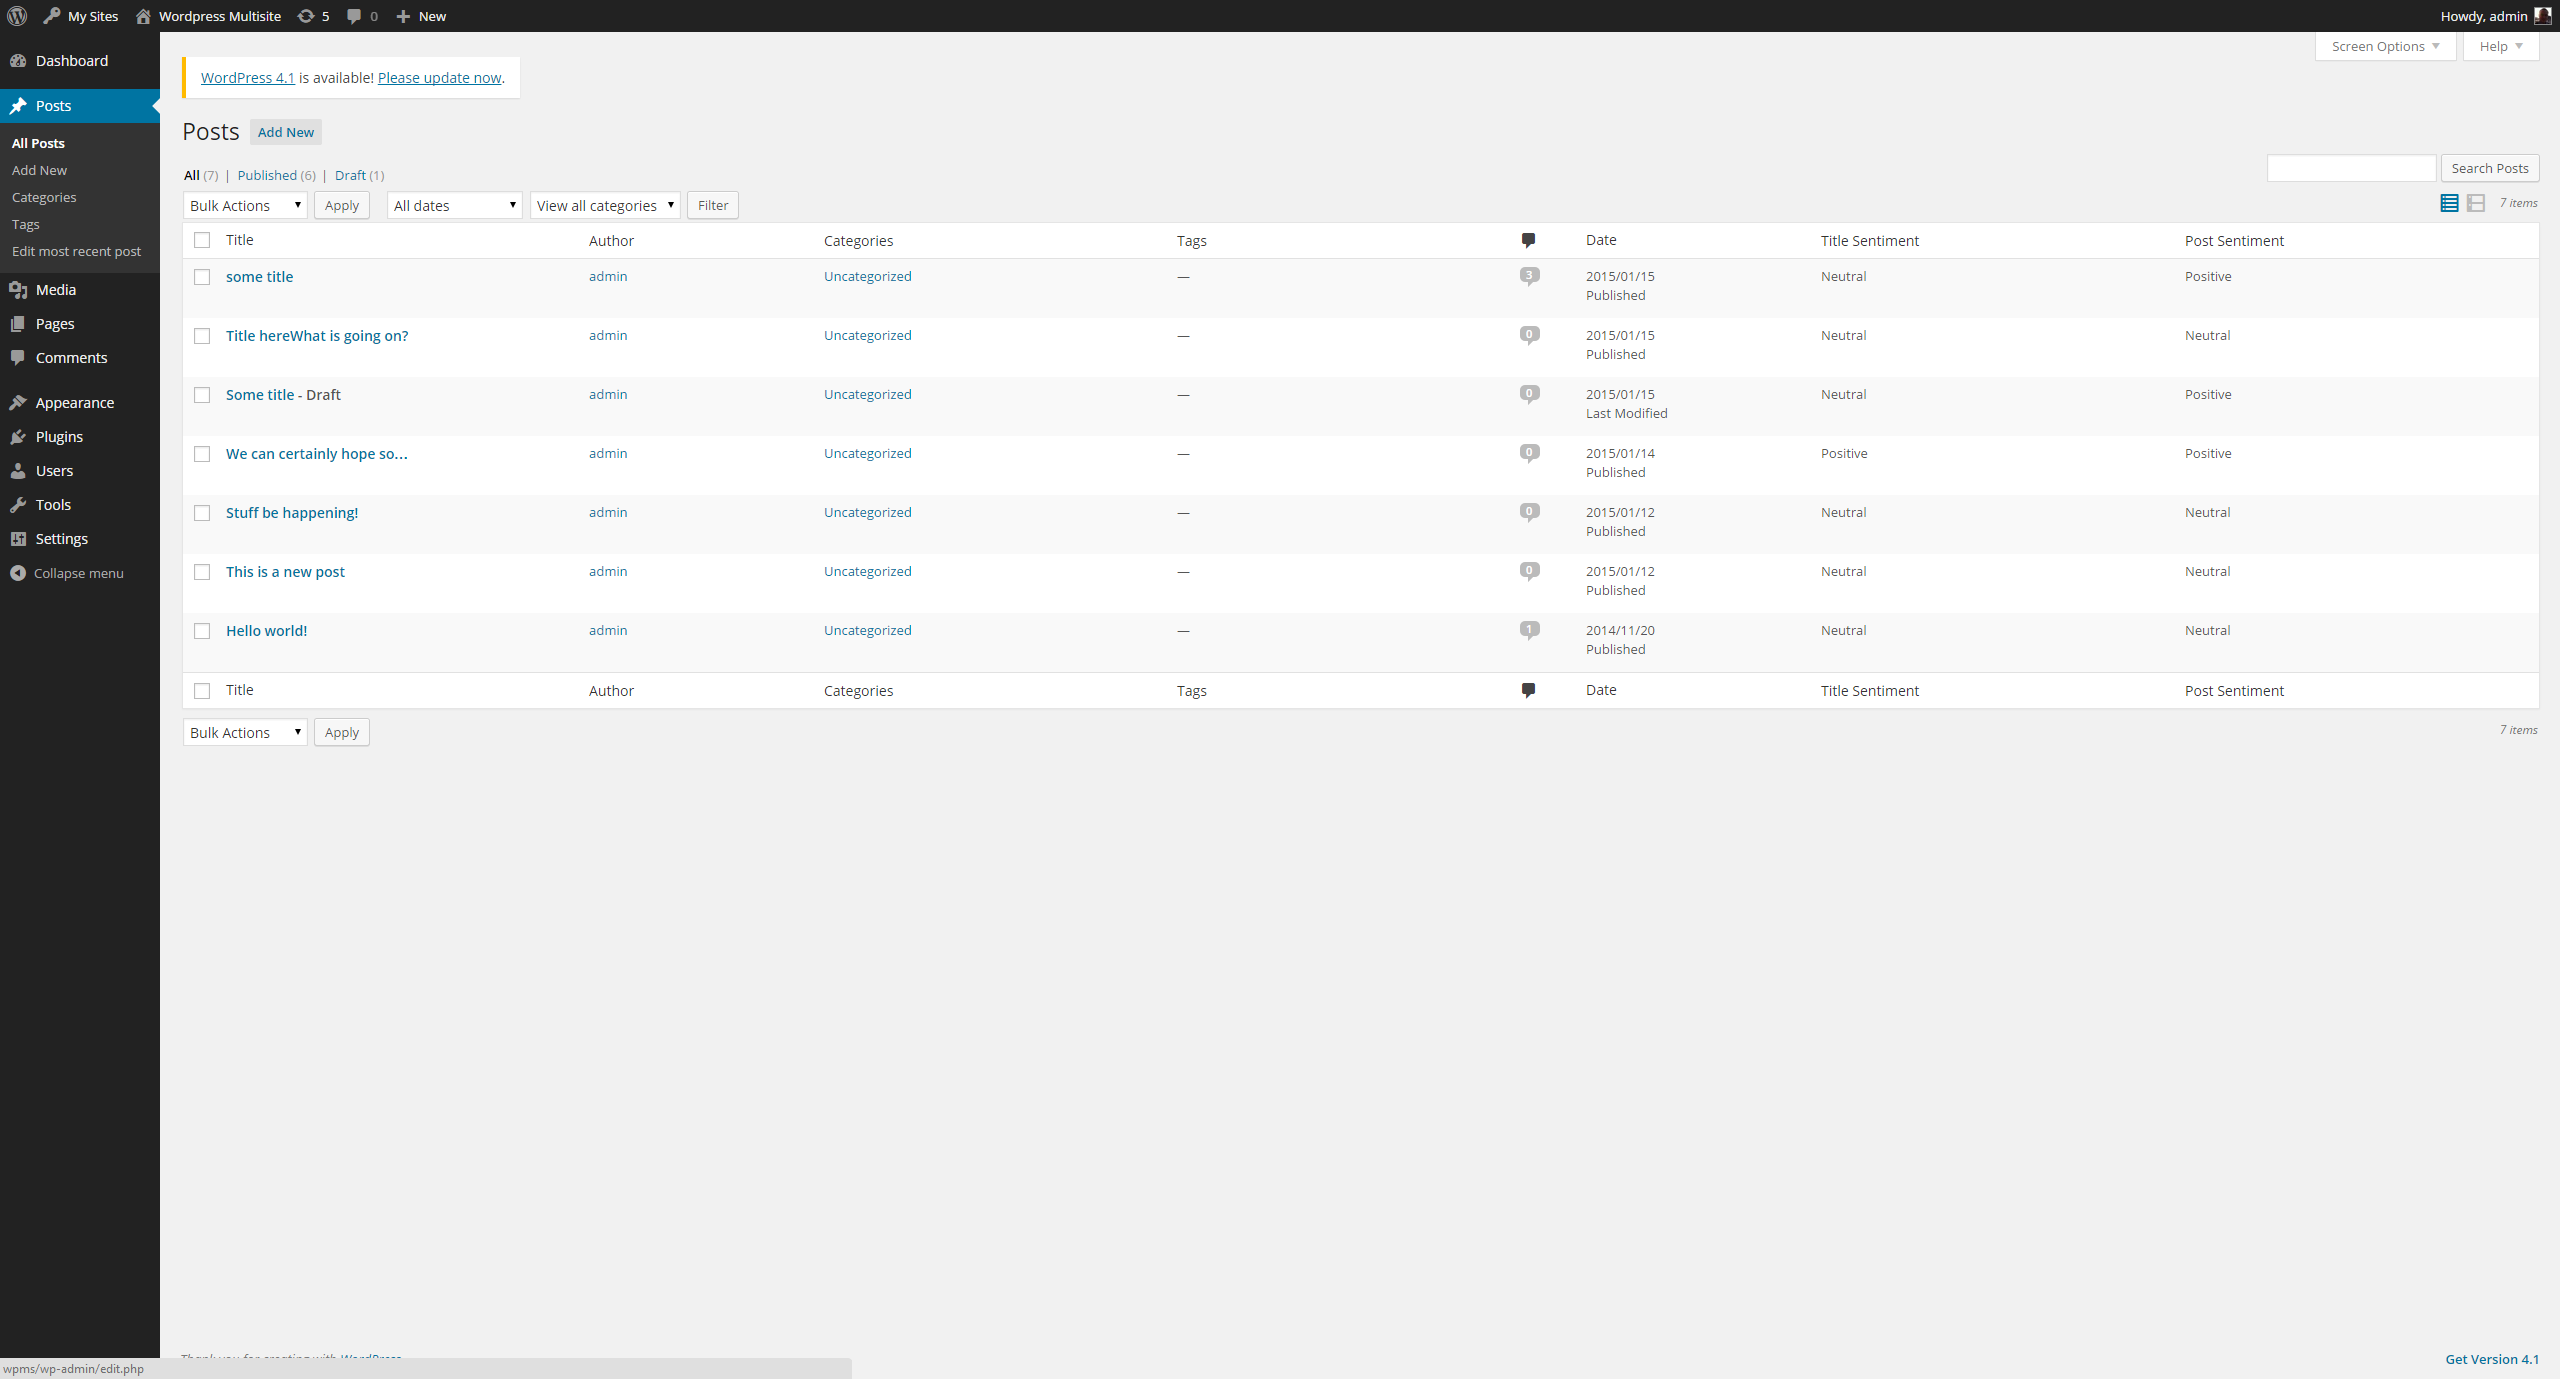 My Sites Wordpress Multisite 5 0 New Howdy, admin
Screen Options Help
Dashboard
Posts
All Posts
Add New
Categories
Tags
Edit most recent post
Media
Pages
Comments
Appearance
Plugins
Users
Tools
Settings
Collapse menu
WordPress 4.1 is available! Please update now.
Posts Add New
All (7) | Published (6) | Draft (1)
Search Posts
Bulk Actions Apply All dates View all categories Filter 7 items
Title Author Categories Tags Date Title Sentiment Post Sentiment
some title admin Uncategorized — 3 2015/01/15 Neutral Positive
Published
Title hereWhat is going on? admin Uncategorized — 0 2015/01/15 Neutral Neutral
Published
Some title - Draft admin Uncategorized — 0 2015/01/15 Neutral Positive
Last Modified
We can certainly hope so… admin Uncategorized — 0 2015/01/14 Positive Positive
Published
Stuff be happening! admin Uncategorized — 0 2015/01/12 Neutral Neutral
Published
This is a new post admin Uncategorized — 0 2015/01/12 Neutral Neutral
Published
Hello world! admin Uncategorized — 1 2014/11/20 Neutral Neutral
Published
Title Author Categories Tags Date Title Sentiment Post Sentiment
Bulk Actions Apply 7 items
Thank you for creating with WordPress
Get Version 4.1
wpms/wp-admin/edit.php